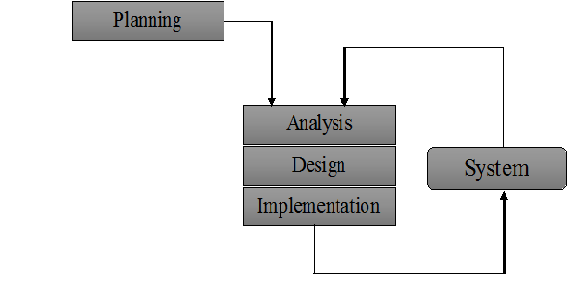 Planning
Analysis
Design
System
Implementation